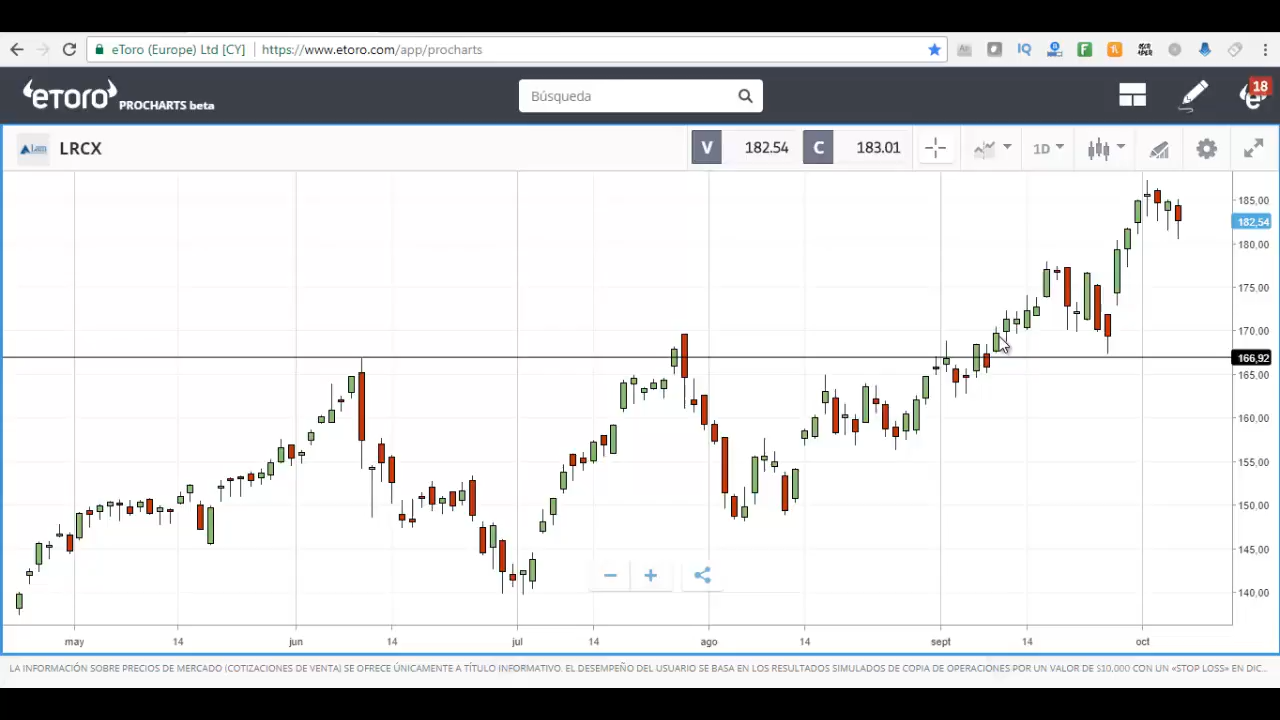 eToro (Europe) Ltd [CY] https://www.etoro.com/app/procharts
IQ
eToro PROCHARTS beta
Búsqueda
18
Lam LRCX V 182.54 C 183.01 1D
185,00
182,54
180,00
175,00
170,00
166,92
165,00
160,00
155,00
150,00
145,00
140,00
may 14 jun 14 jul 14 ago 14 sept 14 oct
LA INFORMACIÓN SOBRE PRECIOS DE MERCADO (COTIZACIONES DE VENTA) SE OFRECE ÚNICAMENTE A TÍTULO INFORMATIVO. EL DESEMPEÑO DEL USUARIO SE BASA EN LOS RESULTADOS SIMULADOS DE COPIA DE OPERACIONES POR UN VALOR DE $10,000 CON UN «STOP LOSS» EN DIC...